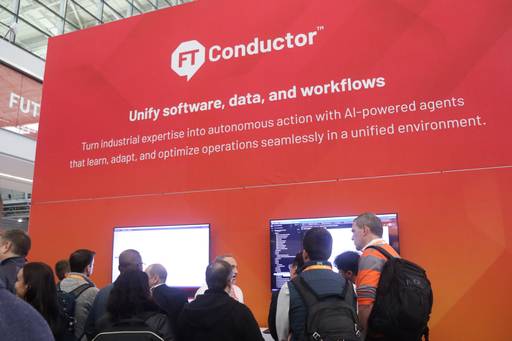 FT Conductor™
Unify software, data, and workflows
Turn industrial expertise into autonomous action with AI-powered agents
that learn, adapt, and optimize operations seamlessly in a unified environment.
FUT